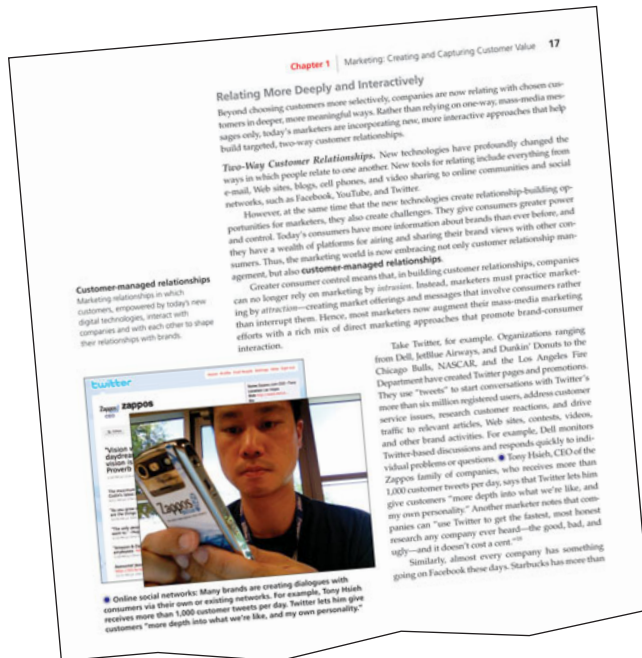 Chapter 1 | Marketing: Creating and Capturing Customer Value 17
Relating More Deeply and Interactively
Beyond choosing customers more selectively, companies are now relating with chosen cus-
tomers in deeper, more meaningful ways. Rather than relying on one-way, mass-media mes-
sages only, today's marketers are incorporating new, more interactive approaches that help
build targeted, two-way customer relationships.
Two-Way Customer Relationships. New technologies have profoundly changed the
ways in which people relate to one another. New tools for relating include everything from
e-mail, Web sites, blogs, cell phones, and video sharing to online communities and social
networks, such as Facebook, YouTube, and Twitter.
However, at the same time that the new technologies create relationship-building op-
portunities for marketers, they also create challenges. They give consumers greater power
and control. Today's consumers have more information about brands than ever before, and
they have a wealth of platforms for airing and sharing their brand views with other con-
sumers. Thus, the marketing world is now embracing not only customer relationship man-
agement, but also customer-managed relationships.
Greater consumer control means that, in building customer relationships, companies
can no longer rely on marketing by intrusion. Instead, marketers must practice market-
ing by attraction—creating market offerings and messages that involve consumers rather
than interrupt them. Hence, most marketers now augment their mass-media marketing
efforts with a rich mix of direct marketing approaches that promote brand-consumer
interaction.
Customer-managed relationships
Marketing relationships in which
customers, empowered by today's new
digital technologies, interact with
companies and with each other to shape
their relationships with brands.
Take Twitter, for example. Organizations ranging
from Dell, JetBlue Airways, and Dunkin' Donuts to the
Chicago Bulls, NASCAR, and the Los Angeles Fire
Department have created Twitter pages and promotions.
They use "tweets" to start conversations with Twitter's
more than six million registered users, address customer
service issues, research customer reactions, and drive
traffic to relevant articles, Web sites, contests, videos,
and other brand activities. For example, Dell monitors
Twitter-based discussions and responds quickly to indi-
vidual problems or questions. Tony Hsieh, CEO of the
Zappos family of companies, who receives more than
1,000 customer tweets per day, says that Twitter lets him
give customers "more depth into what we're like, and
my own personality." Another marketer notes that com-
panies can "use Twitter to get the fastest, most honest
research any company ever heard—the good, bad, and
ugly—and it doesn't cost a cent."
Similarly, almost every company has something
going on Facebook these days. Starbucks has more than
twitter
Zappos zappos
"Vision
daydrea
vision is
Proverb
Zappos
Online social networks: Many brands are creating dialogues with
consumers via their own or existing networks. For example, Tony Hsieh
receives more than 1,000 customer tweets per day. Twitter lets him give
customers "more depth into what we're like, and my own personality."